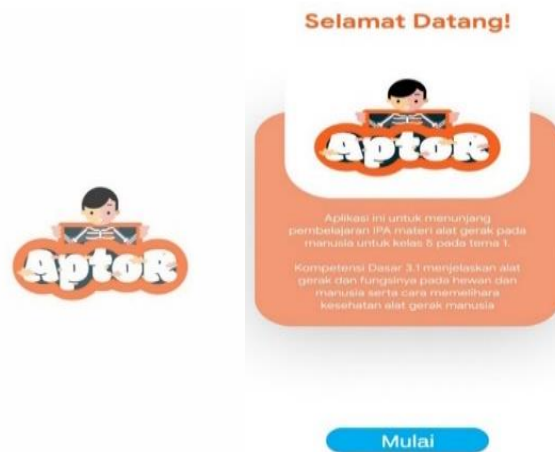 AptoR
Selamat Datang!
AptoR
Aplikasi ini untuk menunjang
pembelajaran IPA materi alat gerak pada
manusia untuk kelas 5 pada tema 1.
Kompetensi Dasar 3.1 menjelaskan alat
gerak dan fungsinya pada hewan dan
manusia serta cara memelihara
kesehatan alat gerak manusia
Mulai